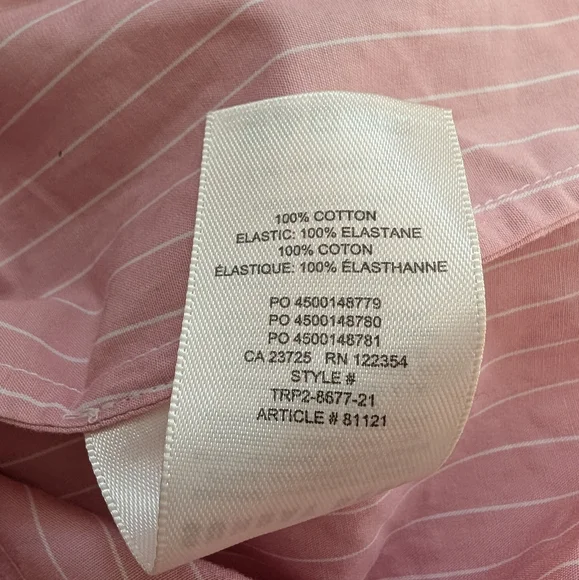 100% COTTON
ELASTIC: 100% ELASTANE
100% COTON
ÉLASTIQUE: 100% ÉLASTHANNE
PO 4500148779
PO 4500148780
PO 4500148781
CA 23725 RN 122354
STYLE #
TRP2-8677-21
ARTICLE # 81121